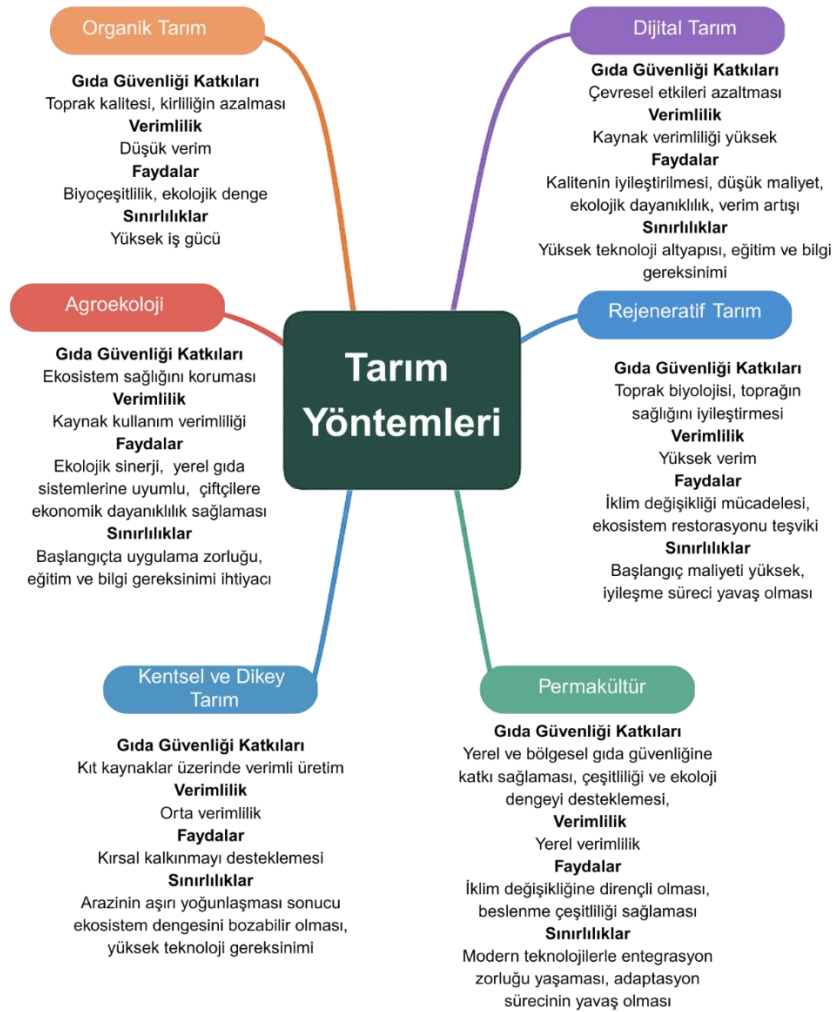 Organik Tarım
Gıda Güvenliği Katkıları
Toprak kalitesi, kirliliğin azalması
Verimlilik
Düşük verim
Faydalar
Biyoçeşitlilik, ekolojik denge
Sınırlılıklar
Yüksek iş gücü
Dijital Tarım
Gıda Güvenliği Katkıları
Çevresel etkileri azaltması
Verimlilik
Kaynak verimliliği yüksek
Faydalar
Kalitenin iyileştirilmesi, düşük maliyet,
ekolojik dayanıklılık, verim artışı
Sınırlılıklar
Yüksek teknoloji altyapısı, eğitim ve bilgi
gereksinimi
Agroekoloji
Gıda Güvenliği Katkıları
Ekosistem sağlığını koruması
Verimlilik
Kaynak kullanım verimliliği
Faydalar
Ekolojik sinerji, yerel gıda
sistemlerine uyumlu, çiftçilere
ekonomik dayanıklılık sağlaması
Sınırlılıklar
Başlangıçta uygulama zorluğu,
eğitim ve bilgi gereksinimi ihtiyacı
Tarım
Yöntemleri
Rejeneratif Tarım
Gıda Güvenliği Katkıları
Toprak biyolojisi, toprağın
sağlığını iyileştirmesi
Verimlilik
Yüksek verim
Faydalar
İklim değişikliği mücadelesi,
ekosistem restorasyonu teşviki
Sınırlılıklar
Başlangıç maliyeti yüksek,
iyileşme süreci yavaş olması
Kentsel ve Dikey
Tarım
Gıda Güvenliği Katkıları
Kıt kaynaklar üzerinde verimli üretim
Verimlilik
Orta verimlilik
Faydalar
Kırsal kalkınmayı desteklemesi
Sınırlılıklar
Arazinin aşırı yoğunlaşması sonucu
ekosistem dengesini bozabilir olması,
yüksek teknoloji gereksinimi
Permakültür
Gıda Güvenliği Katkıları
Yerel ve bölgesel gıda güvenliğine
katkı sağlaması, çeşitliliği ve ekoloji
dengeyi desteklemesi,
Verimlilik
Yerel verimlilik
Faydalar
İklim değişikliğine dirençli olması,
beslenme çeşitliliği sağlaması
Sınırlılıklar
Modern teknolojilerle entegrasyon
zorluğu yaşaması, adaptasyon
sürecinin yavaş olması